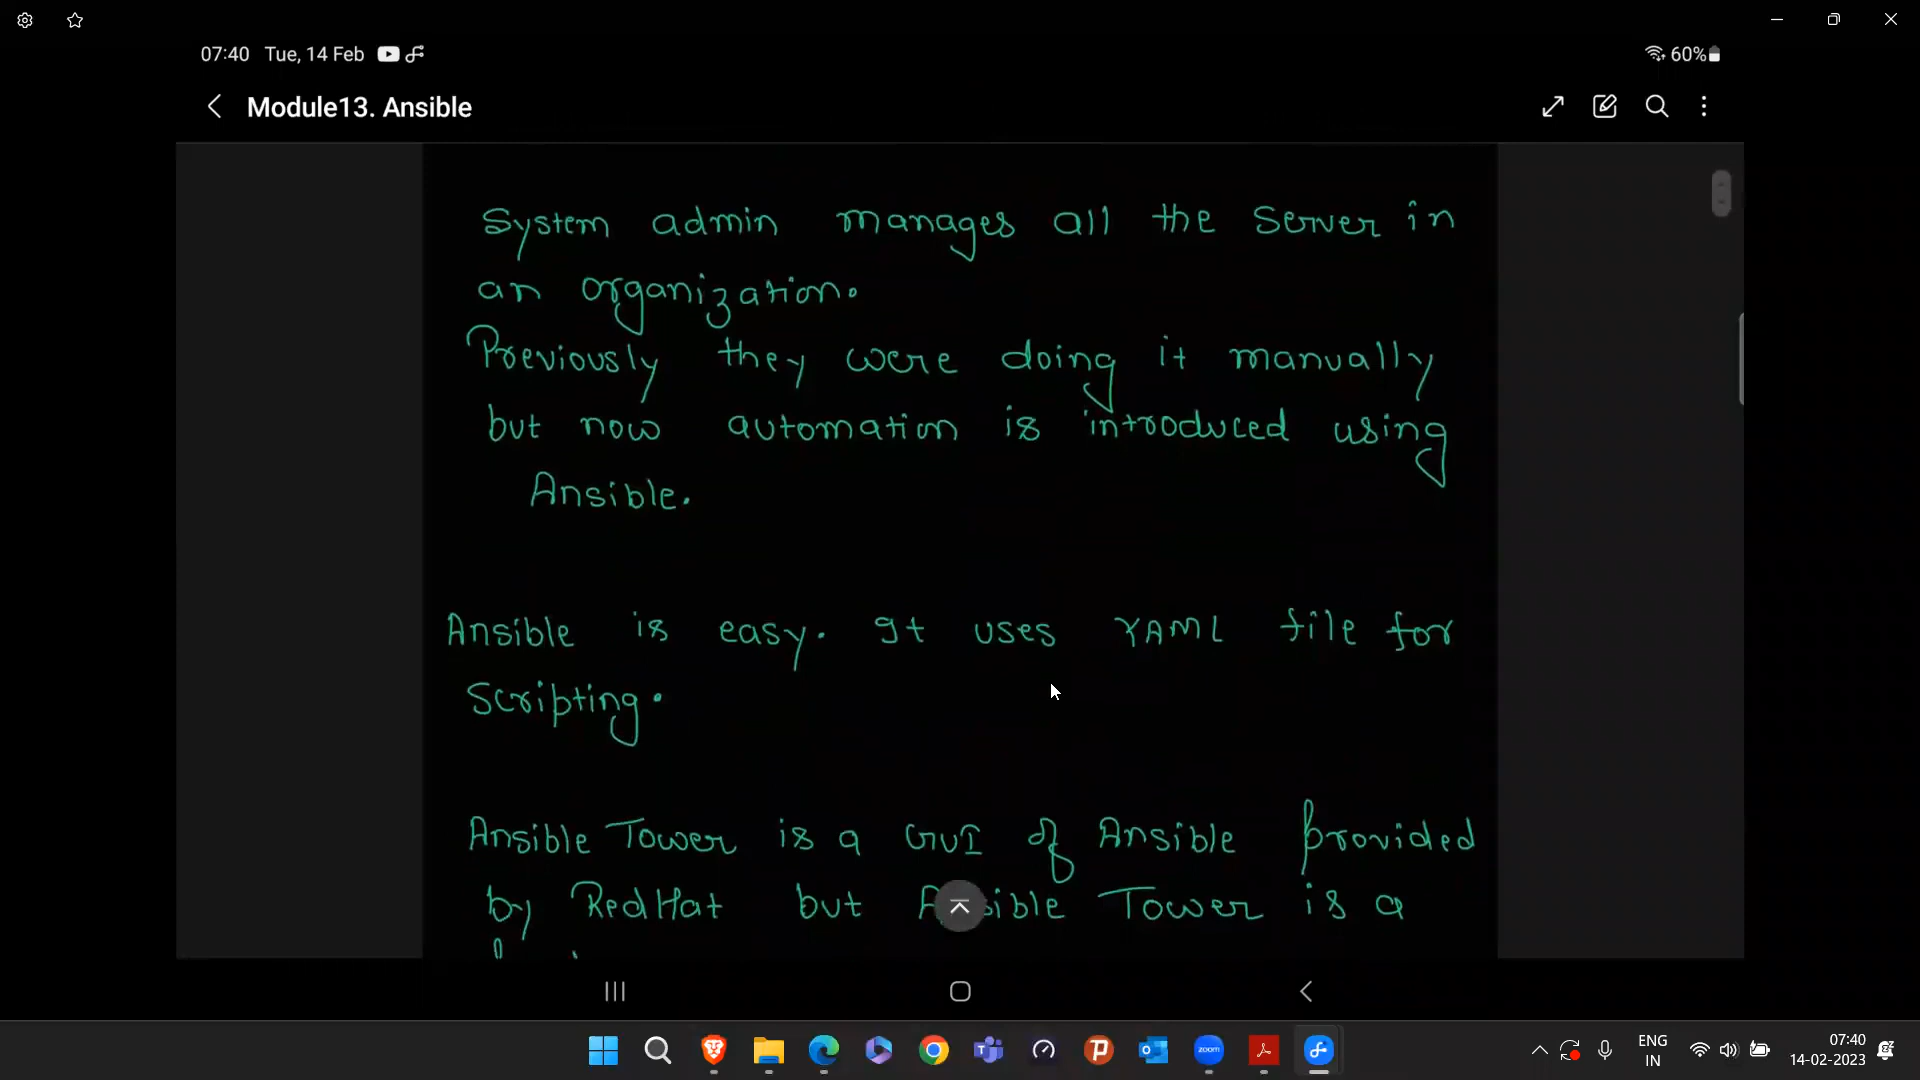 07:40 Tue, 14 Feb
60%
Module13. Ansible
System admin manages all the server in
an organization.
Previously they were doing it manually
but now automation is introduced using
Ansible.
Ansible is easy. It uses YAML file for
scripting.
Ansible Tower is a GUI of Ansible provided
by RedHat but Ansible Tower is a
zoom
ENG
IN
07:40
14-02-2023